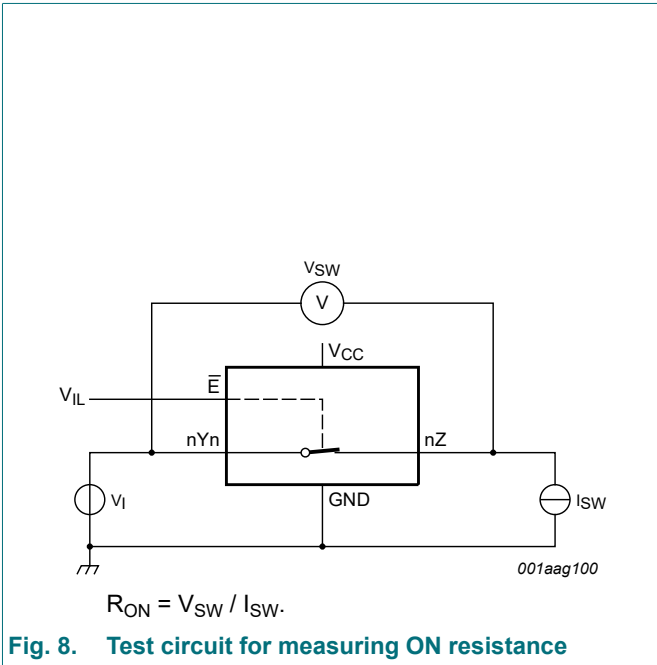 VSW
V
VCC
E̅
VIL
nYn
nZ
VI
GND
ISW
001aag100
RON = VSW / ISW.
Fig. 8. Test circuit for measuring ON resistance